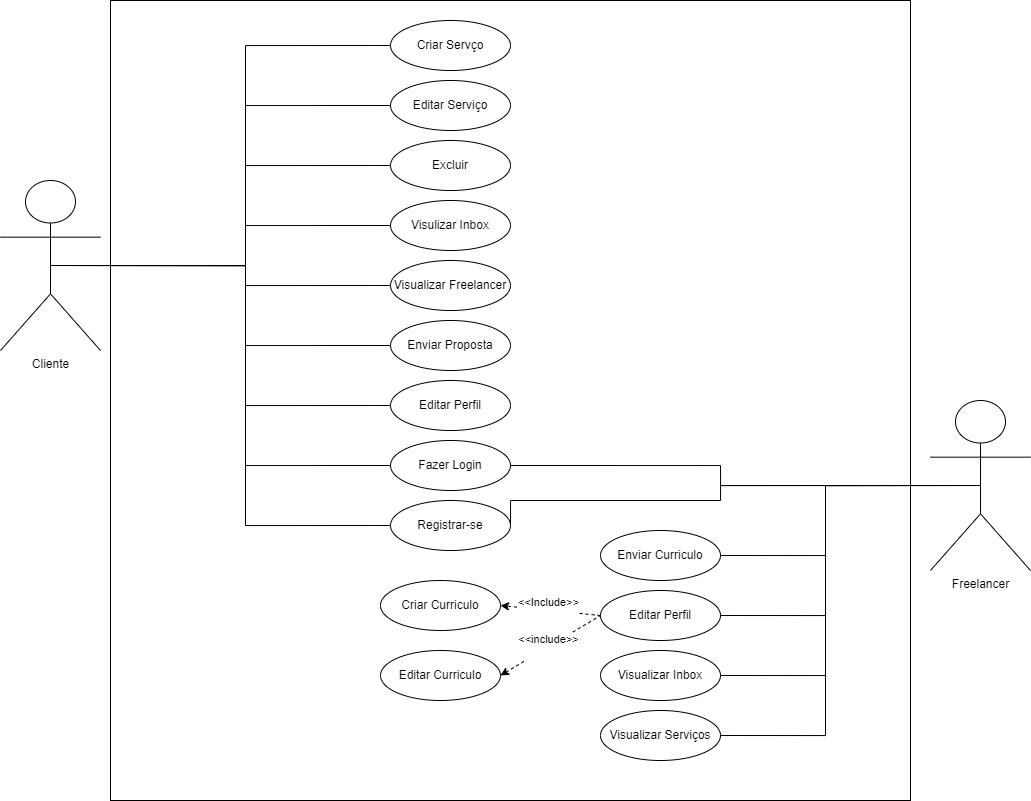 Criar Servço
Editar Serviço
Excluir
Visulizar Inbox
Visualizar Freelancer
Cliente
Enviar Proposta
Editar Perfil
Fazer Login
Registrar-se
Enviar Curriculo
Freelancer
Criar Curriculo
<<Include>>
Editar Perfil
<<include>>
Editar Curriculo
Visualizar Inbox
Visualizar Serviços